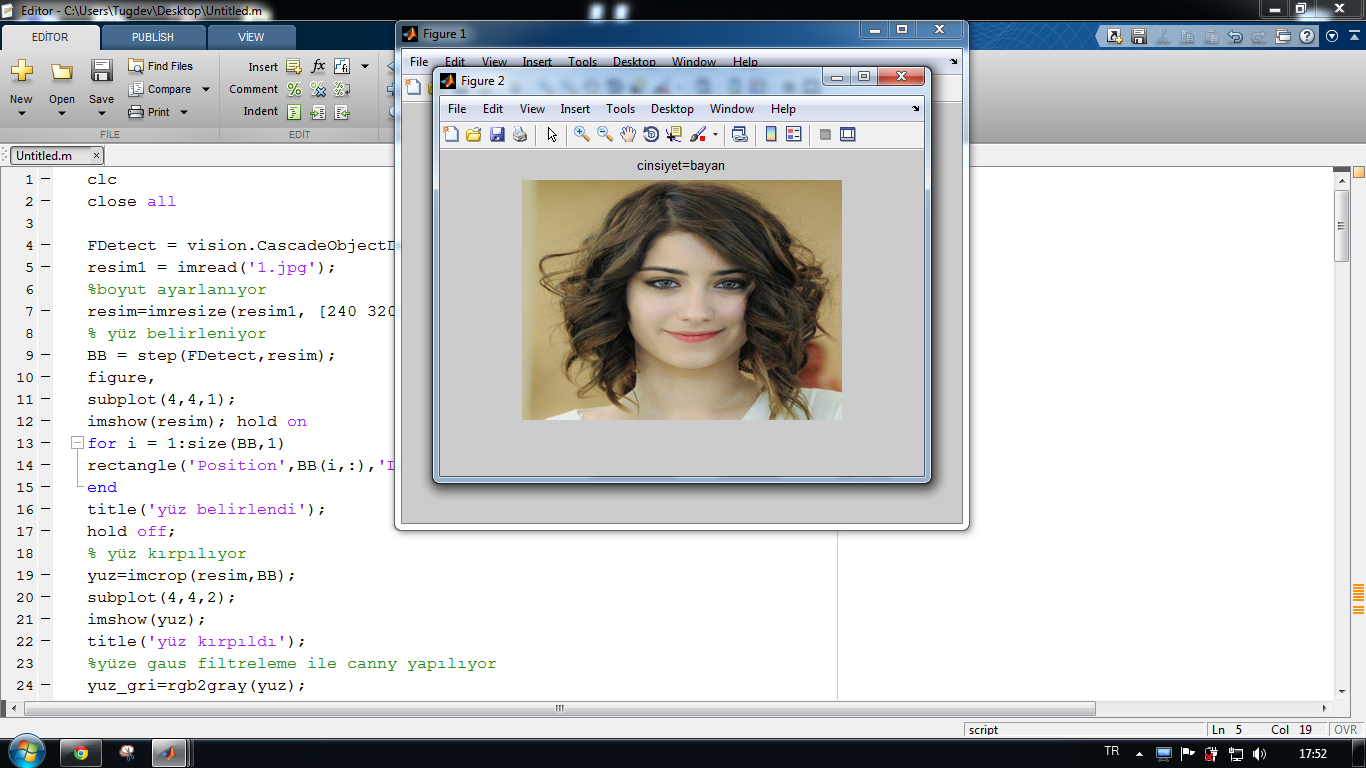 Editor - C:\Users\Tugdev\Desktop\Untitled.m
EDİTOR PUBLİSH VİEW
New Open Save
Find Files
Compare
Print
Insert
Comment
Indent
FİLE EDİT
Figure 1
File Edit View Insert Tools Desktop Window Help
Figure 2
File Edit View Insert Tools Desktop Window Help
cinsiyet=bayan
Untitled.m
1 clc
2 close all
3
4 FDetect =
5 resim1 = imread('1.jpg');
6 %boyut ayarlanıyor
7 resim=imresize(resim1, [240 320
8 % yüz belirleniyor
9 BB = step(FDetect,resim);
10 figure,
11 subplot(4,4,1);
12 imshow(resim); hold on
13 for i = 1:size(BB,1)
14 rectangle('Position',BB(i,:),
15 end
16 title('yüz belirlendi');
17 hold off;
18 % yüz kırpılıyor
19 yuz=imcrop(resim,BB);
20 subplot(4,4,2);
21 imshow(yuz);
22 title('yüz kırpıldı');
23 %yüze gaus filtreleme ile canny yapılıyor
24 yuz_gri=rgb2gray(yuz);
script Ln 5 Col 19 OVR
TR 17:52